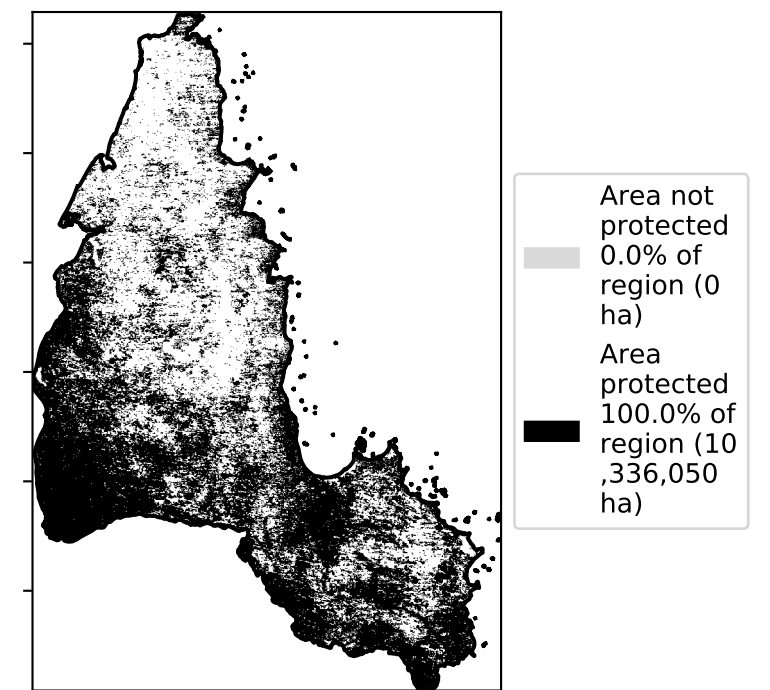 Area not
protected
0.0% of
region (0
ha)
Area
protected
100.0% of
region (10
,336,050
ha)